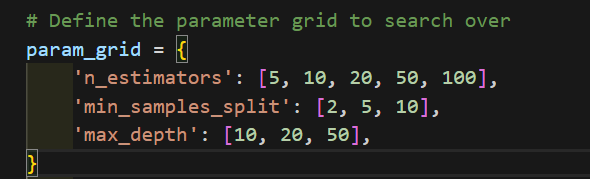 # Define the parameter grid to search over
param_grid = {
    'n_estimators': [5, 10, 20, 50, 100],
    'min_samples_split': [2, 5, 10],
    'max_depth': [10, 20, 50],
}